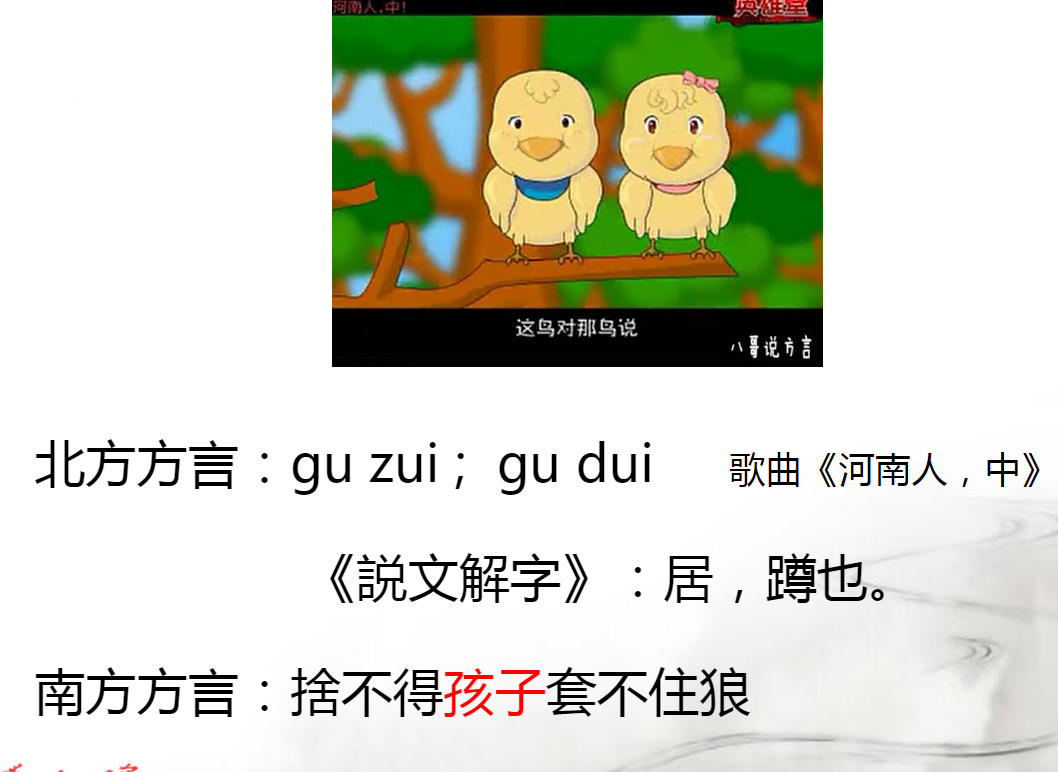 河南人,中!
英雄堂
这鸟对那鸟说
八哥说方言
北方方言：gu zui； gu dui 歌曲《河南人，中》
《説文解字》：居，蹲也。
南方方言：捨不得孩子套不住狼